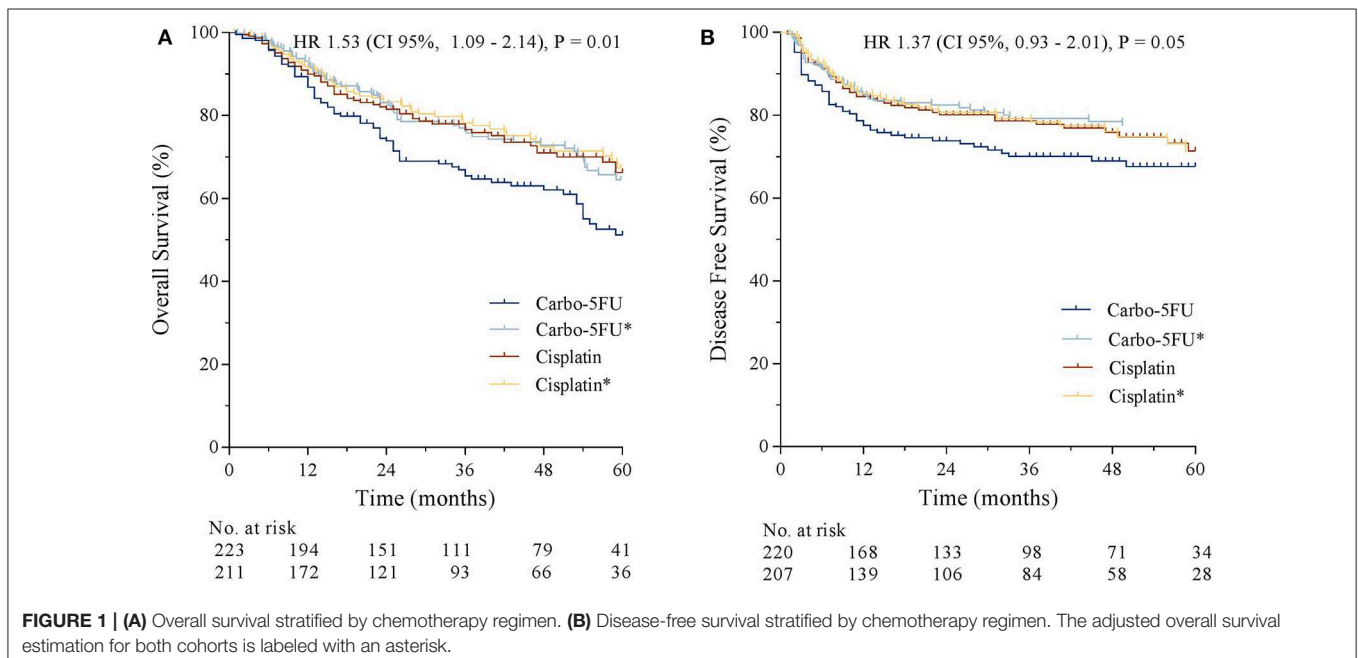 A
HR 1.53 (CI 95%, 1.09 - 2.14), P = 0.01
100
80
60
40
20
0
Overall Survival (%)
Carbo-5FU
Carbo-5FU*
Cisplatin
Cisplatin*
0 12 24 36 48 60
Time (months)
No. at risk
223 194 151 111 79 41
211 172 121 93 66 36
B
HR 1.37 (CI 95%, 0.93 - 2.01), P = 0.05
100
80
60
40
20
0
Disease Free Survival (%)
Carbo-5FU
Carbo-5FU*
Cisplatin
Cisplatin*
0 12 24 36 48 60
Time (months)
No. at risk
220 168 133 98 71 34
207 139 106 84 58 28
FIGURE 1 | (A) Overall survival stratified by chemotherapy regimen. (B) Disease-free survival stratified by chemotherapy regimen. The adjusted overall survival
estimation for both cohorts is labeled with an asterisk.